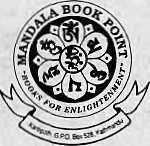 MANDALA BOOK POINT
"BOOKS FOR ENLIGHTENMENT"
Kantipath, G.P.O. Box 528, Kathmandu